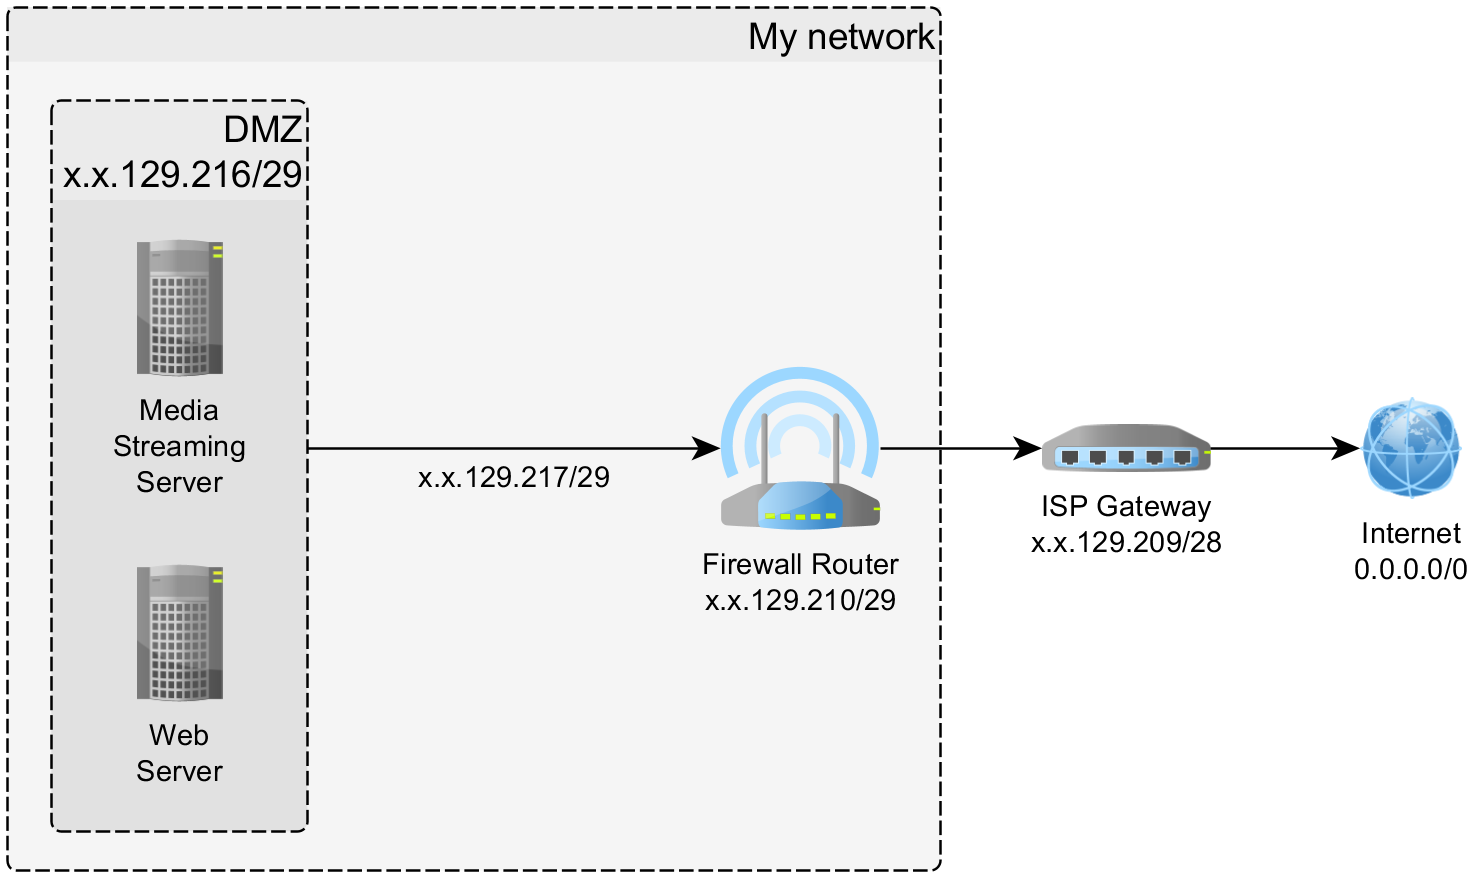 My network
DMZ
x.x.129.216/29
Media
Streaming
Server
Web
Server
x.x.129.217/29
Firewall Router
x.x.129.210/29
ISP Gateway
x.x.129.209/28
Internet
0.0.0.0/0